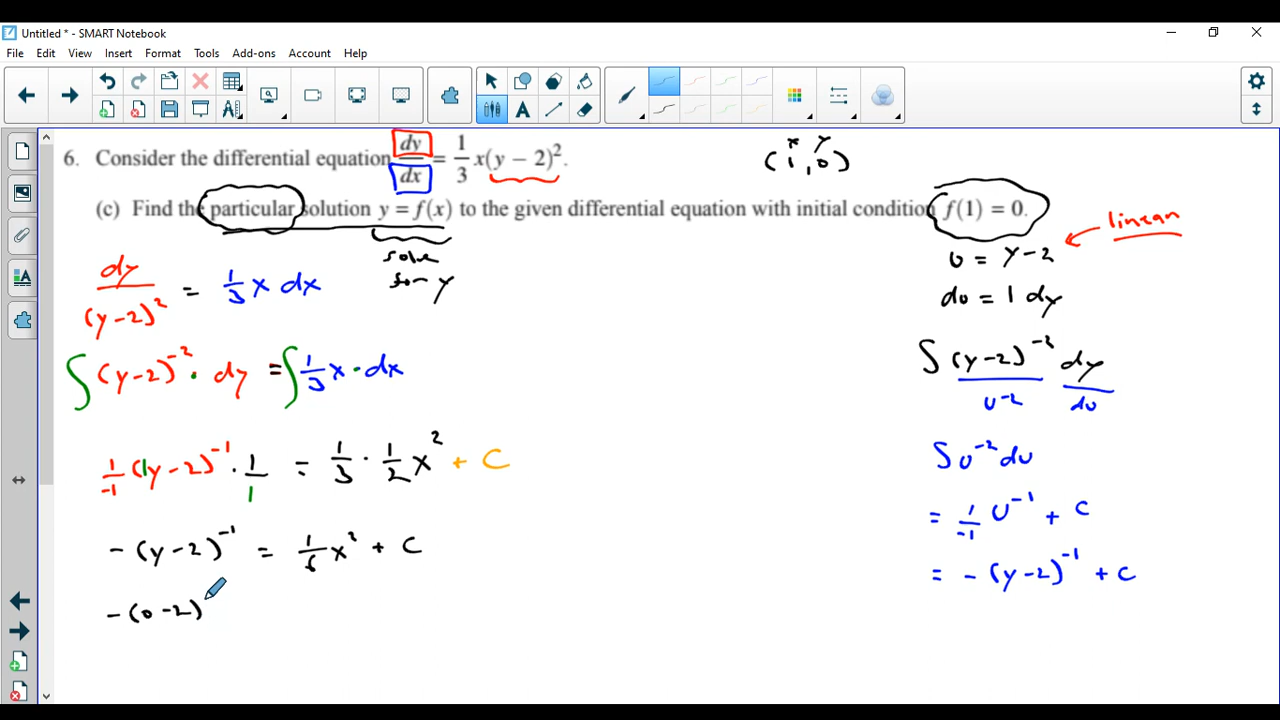 Untitled * - SMART Notebook
File Edit View Insert Format Tools Add-ons Account Help
6. Consider the differential equation dy/dx = 1/3 x(y − 2)².
(x 1, y 0)
(c) Find the particular solution y = f(x) to the given differential equation with initial condition f(1) = 0.
solve
for y
linear
u = y-2
du = 1 dy
dy/(y-2)² = 1/3 x dx
∫ (y-2)⁻² · dy = ∫ 1/3 x · dx
∫ (y-2)⁻² dy
u⁻² du
1/-1 (1y-2)⁻¹ · 1/1 = 1/3 · 1/2 x² + C
∫ u⁻² du
= 1/-1 u⁻¹ + C
-(y-2)⁻¹ = 1/6 x² + C
= -(y-2)⁻¹ + C
-(0-2)